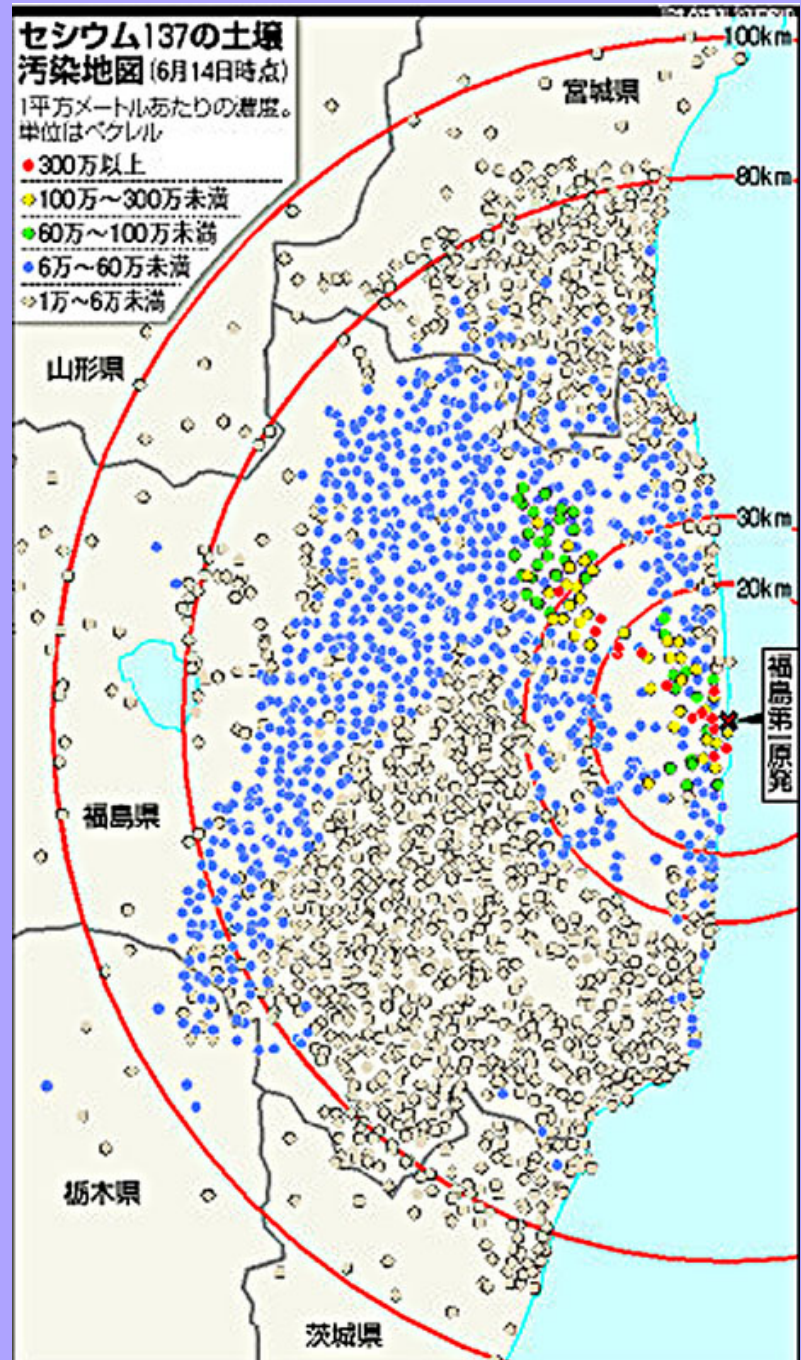 セシウム137の土壌
汚染地図(6月14日時点)
1平方メートルあたりの濃度。
単位はベクレル
300万以上
100万～300万未満
60万～100万未満
6万～60万未満
1万～6万未満
100km
宮城県
80km
山形県
30km
20km
福島第一原発
福島県
栃木県
茨城県